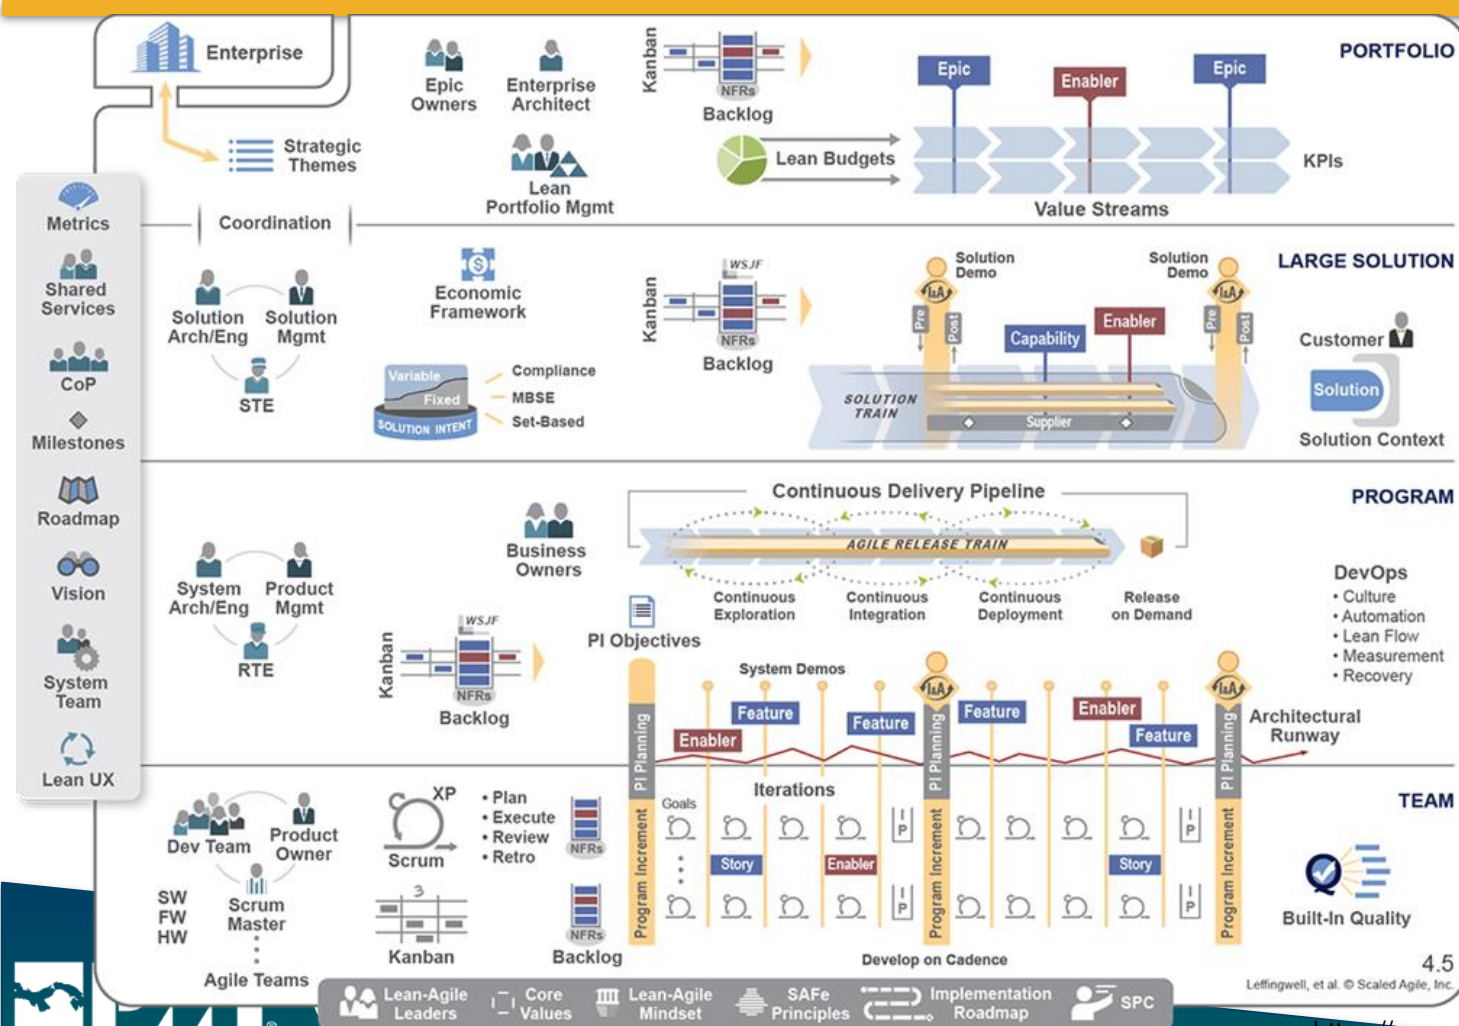 Enterprise
Strategic
Themes
Epic
Owners
Enterprise
Architect
Lean
Portfolio Mgmt
Kanban
NFRs
Backlog
Lean Budgets
Epic
Enabler
Epic
PORTFOLIO
KPIs
Value Streams
Metrics
Shared
Services
CoP
Milestones
Roadmap
Vision
System
Team
Lean UX
Coordination
Solution
Arch/Eng
Solution
Mgmt
STE
Economic
Framework
Variable
Fixed
SOLUTION INTENT
Compliance
MBSE
Set-Based
Kanban
WSJF
NFRs
Backlog
Solution
Demo
I&A
Pre
Post
Capability
Enabler
Solution
Demo
I&A
Pre
Post
SOLUTION
TRAIN
Supplier
LARGE SOLUTION
Customer
Solution
Solution Context
System
Arch/Eng
Product
Mgmt
RTE
Business
Owners
Kanban
WSJF
NFRs
Backlog
Continuous Delivery Pipeline
AGILE RELEASE TRAIN
Continuous
Exploration
Continuous
Integration
Continuous
Deployment
Release
on Demand
PROGRAM
DevOps
• Culture
• Automation
• Lean Flow
• Measurement
• Recovery
PI Objectives
System Demos
I&A
I&A
Enabler
Feature
Feature
Feature
Enabler
Feature
Architectural
Runway
PI Planning
PI Planning
PI Planning
Dev Team
Product
Owner
Scrum
Master
SW
FW
HW
Agile Teams
XP
Scrum
• Plan
• Execute
• Review
• Retro
3
Kanban
NFRs
NFRs
Backlog
Program Increment
Program Increment
Program Increment
Goals
Iterations
Story
Enabler
Story
I
P
I
P
I
P
I
P
Develop on Cadence
TEAM
Built-In Quality
4.5
Leffingwell, et al. © Scaled Agile, Inc.
Lean-Agile
Leaders
Core
Values
Lean-Agile
Mindset
SAFe
Principles
Implementation
Roadmap
SPC